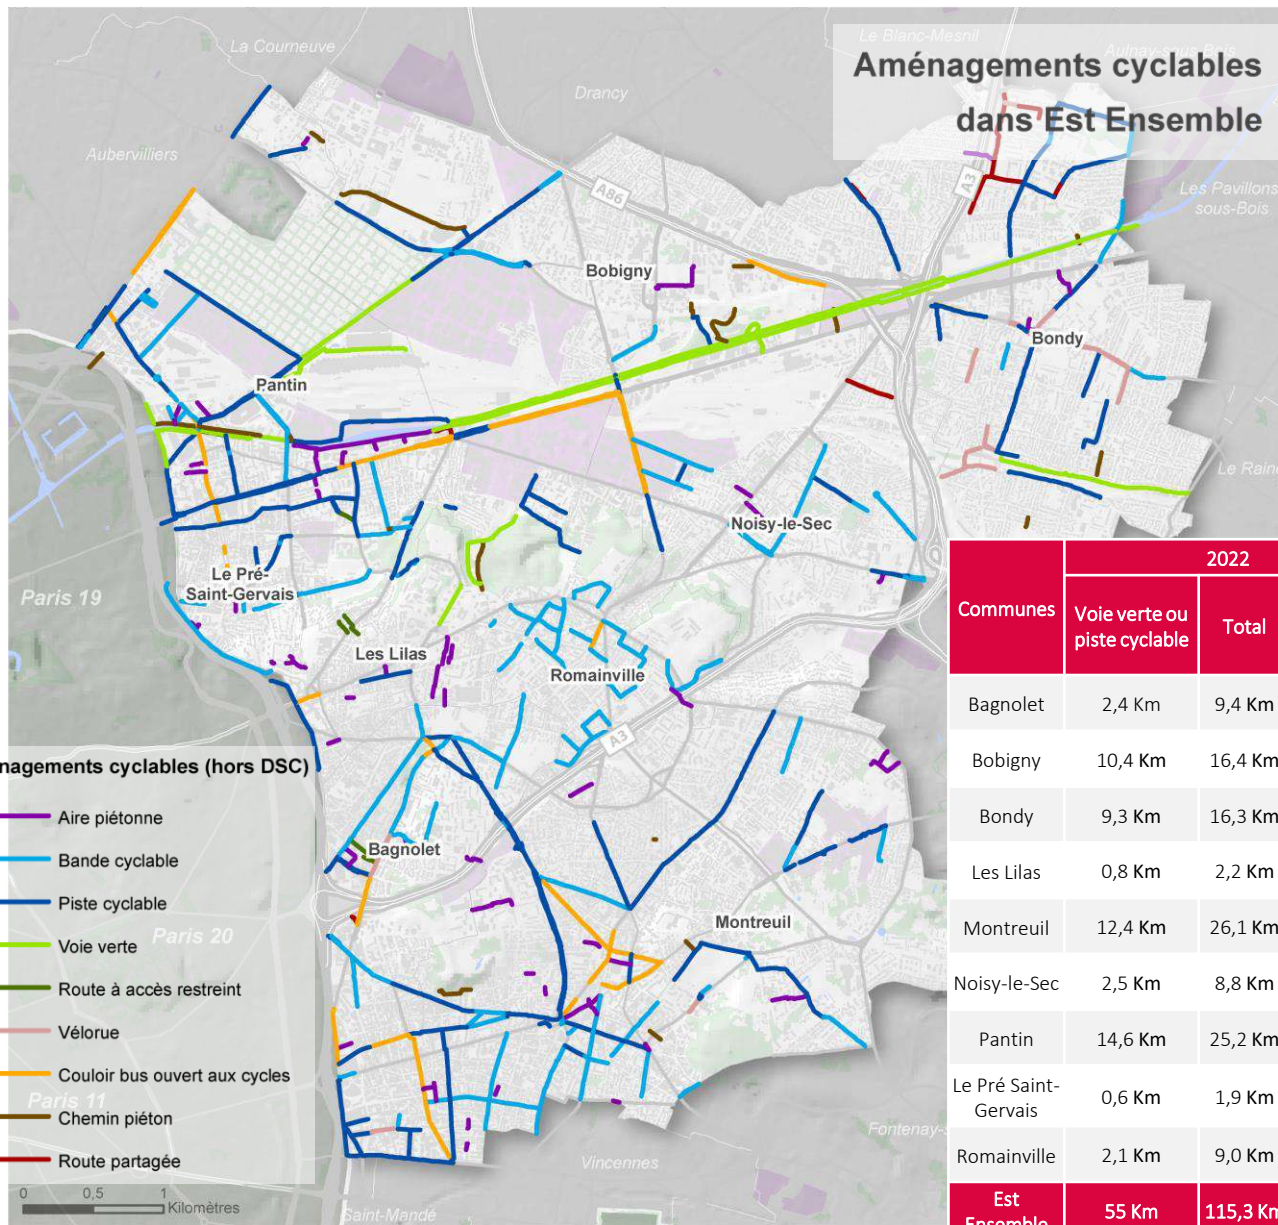 La Courneuve
Le Blanc-Mesnil
Aulnay-sous-Bois
Aménagements cyclables
dans Est Ensemble
Drancy
Aubervilliers
A86
A3
Les Pavillons
sous-Bois
Bobigny
Bondy
Pantin
Le Raincy
Noisy-le-Sec
Le Pré-
Saint-Gervais
Paris 19
Les Lilas
Romainville
A3
Bagnolet
Montreuil
Paris 20
Paris 11
Fontenay-s
Vincennes
Saint-Mandé
nagements cyclables (hors DSC)
Aire piétonne
Bande cyclable
Piste cyclable
Voie verte
Route à accès restreint
Vélorue
Couloir bus ouvert aux cycles
Chemin piéton
Route partagée
0 0,5 1
Kilomètres
2022
Communes Voie verte ou piste cyclable Total
Bagnolet 2,4 Km 9,4 Km
Bobigny 10,4 Km 16,4 Km
Bondy 9,3 Km 16,3 Km
Les Lilas 0,8 Km 2,2 Km
Montreuil 12,4 Km 26,1 Km
Noisy-le-Sec 2,5 Km 8,8 Km
Pantin 14,6 Km 25,2 Km
Le Pré Saint-
Gervais 0,6 Km 1,9 Km
Romainville 2,1 Km 9,0 Km
Est
Ensemble 55 Km 115,3 Km